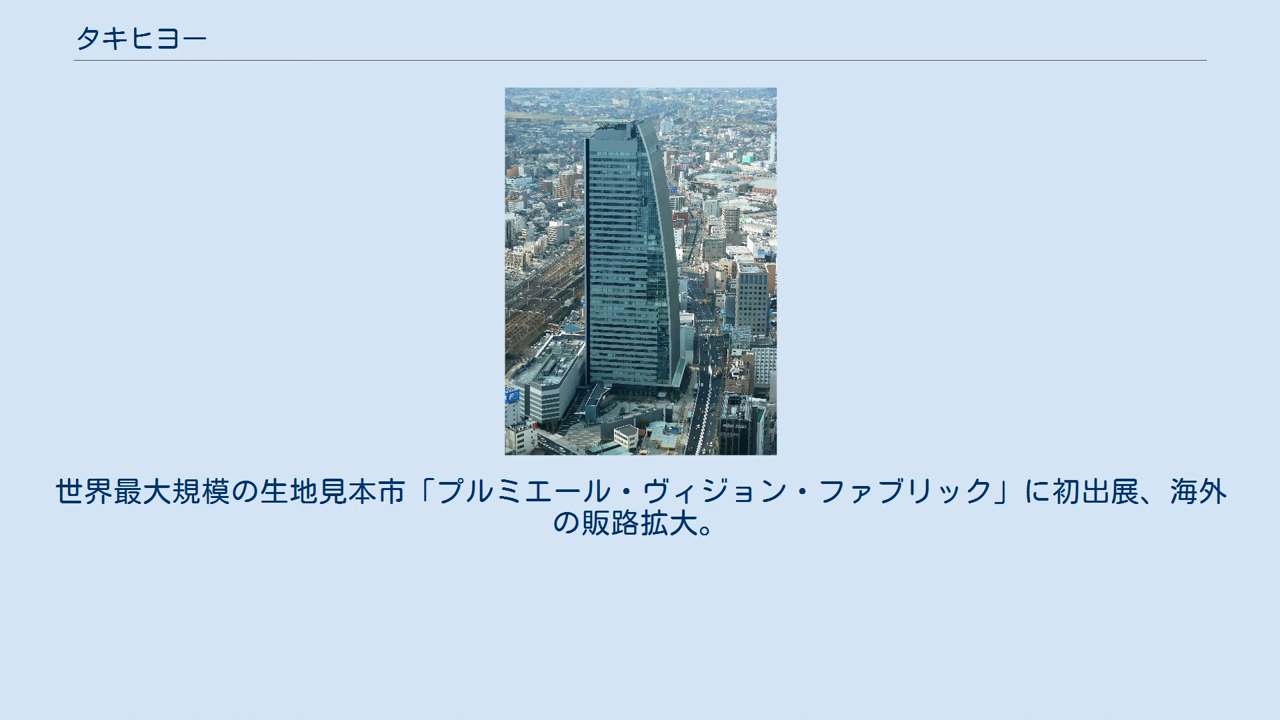 タキヒヨー
世界最大規模の生地見本市「プルミエール・ヴィジョン・ファブリック」に初出展、海外
の販路拡大。